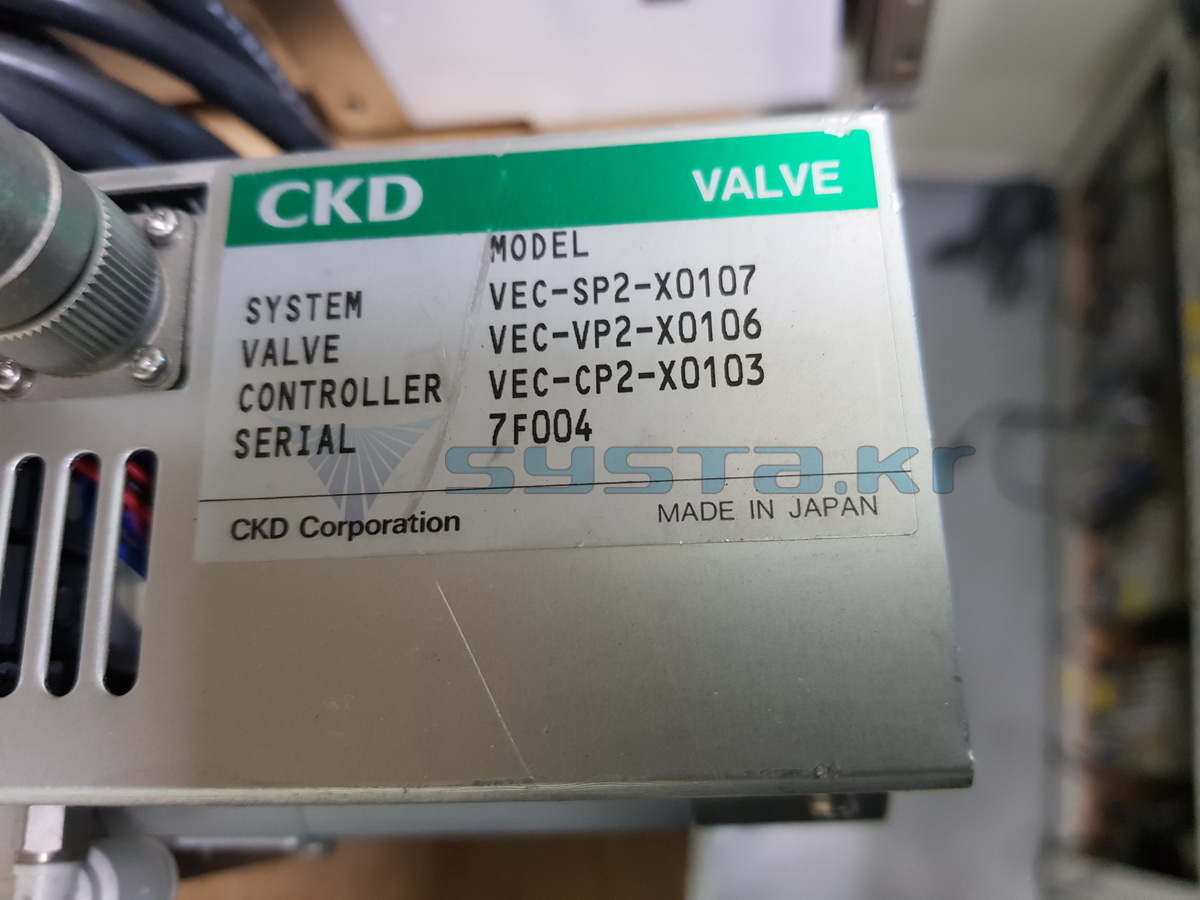 CKD VALVE
MODEL
SYSTEM VEC-SP2-X0107
VALVE VEC-VP2-X0106
CONTROLLER VEC-CP2-X0103
SERIAL 7F004
systa.kr
CKD Corporation MADE IN JAPAN